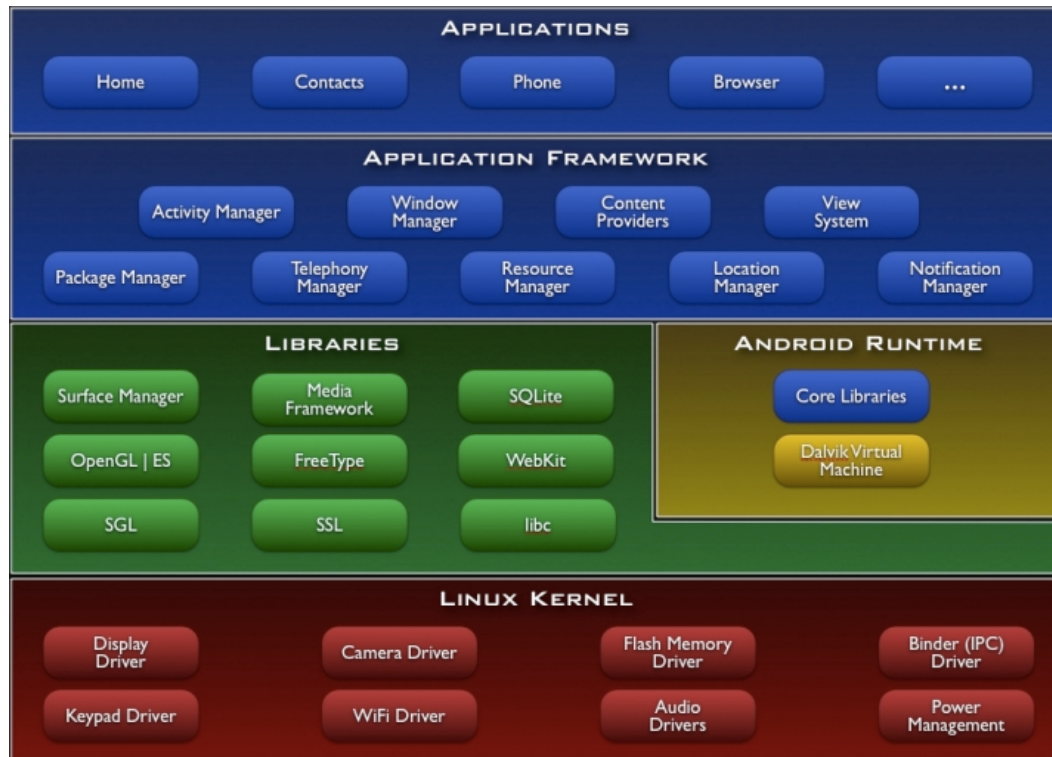 APPLICATIONS
Home
Contacts
Phone
Browser
...
APPLICATION FRAMEWORK
Activity Manager
Window
Manager
Content
Providers
View
System
Package Manager
Telephony
Manager
Resource
Manager
Location
Manager
Notification
Manager
LIBRARIES
Surface Manager
Media
Framework
SQLite
OpenGL | ES
FreeType
WebKit
SGL
SSL
libc
ANDROID RUNTIME
Core Libraries
Dalvik Virtual
Machine
LINUX KERNEL
Display
Driver
Camera Driver
Flash Memory
Driver
Binder (IPC)
Driver
Keypad Driver
WiFi Driver
Audio
Drivers
Power
Management